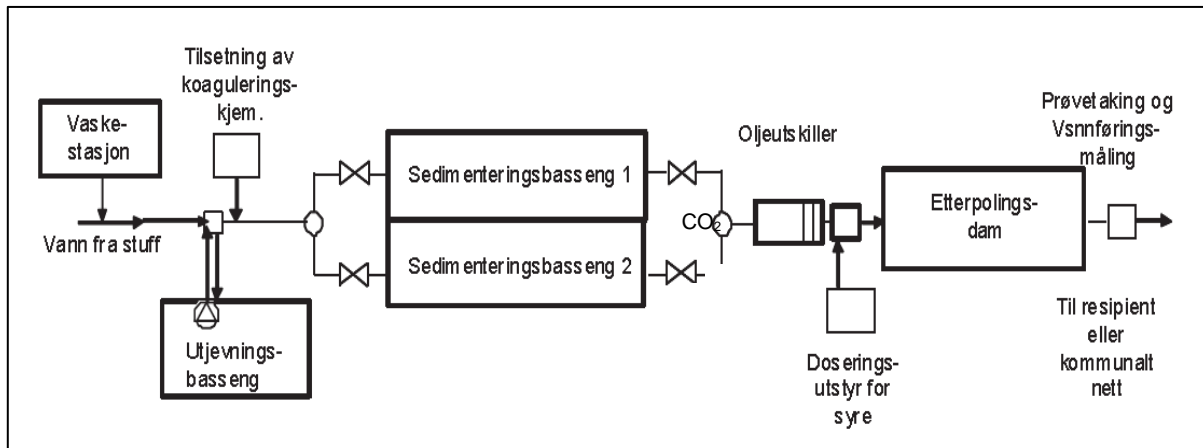 Tilsetning av
koagulerings-
kjem.
Vaske-
stasjon
Vann fra stuff
Utjevnings-
basseng
Sedimenteringsbasseng 1
Sedimenteringsbasseng 2
CO₂
Oljeutskiller
Doserings-
utstyr for
syre
Etterpolings-
dam
Prøvetaking og
Vsnnførings-
måling
Til resipient
eller
kommunalt
nett